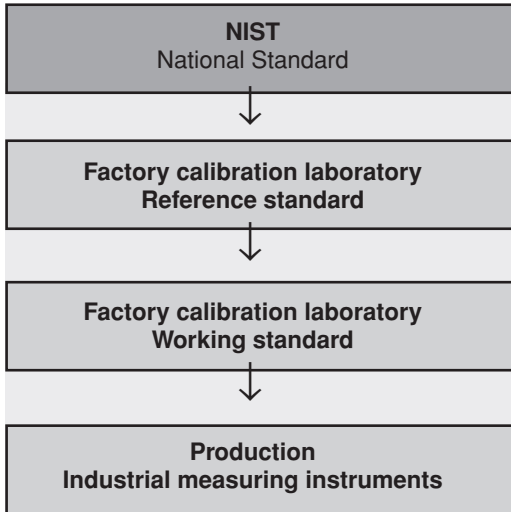 NIST
National Standard
Factory calibration laboratory
Reference standard
Factory calibration laboratory
Working standard
Production
Industrial measuring instruments